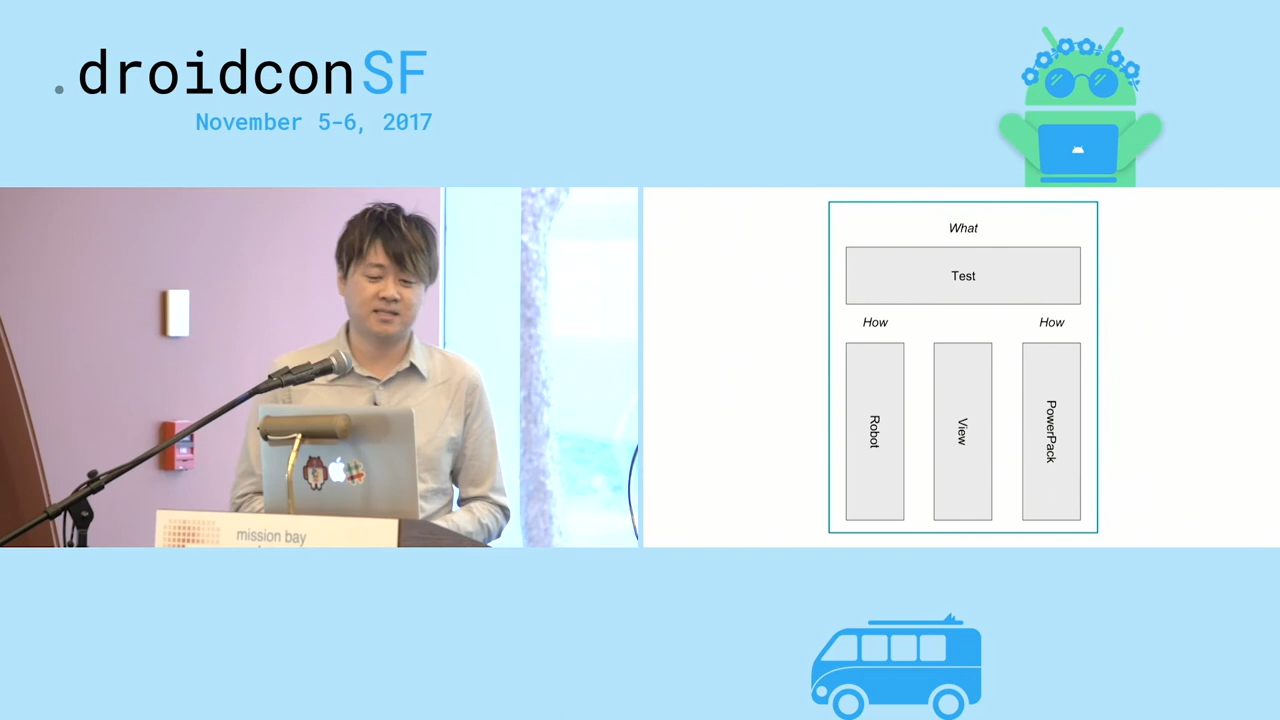 .droidconSF
November 5-6, 2017
What
Test
How
How
Robot
View
PowerPack
mission bay